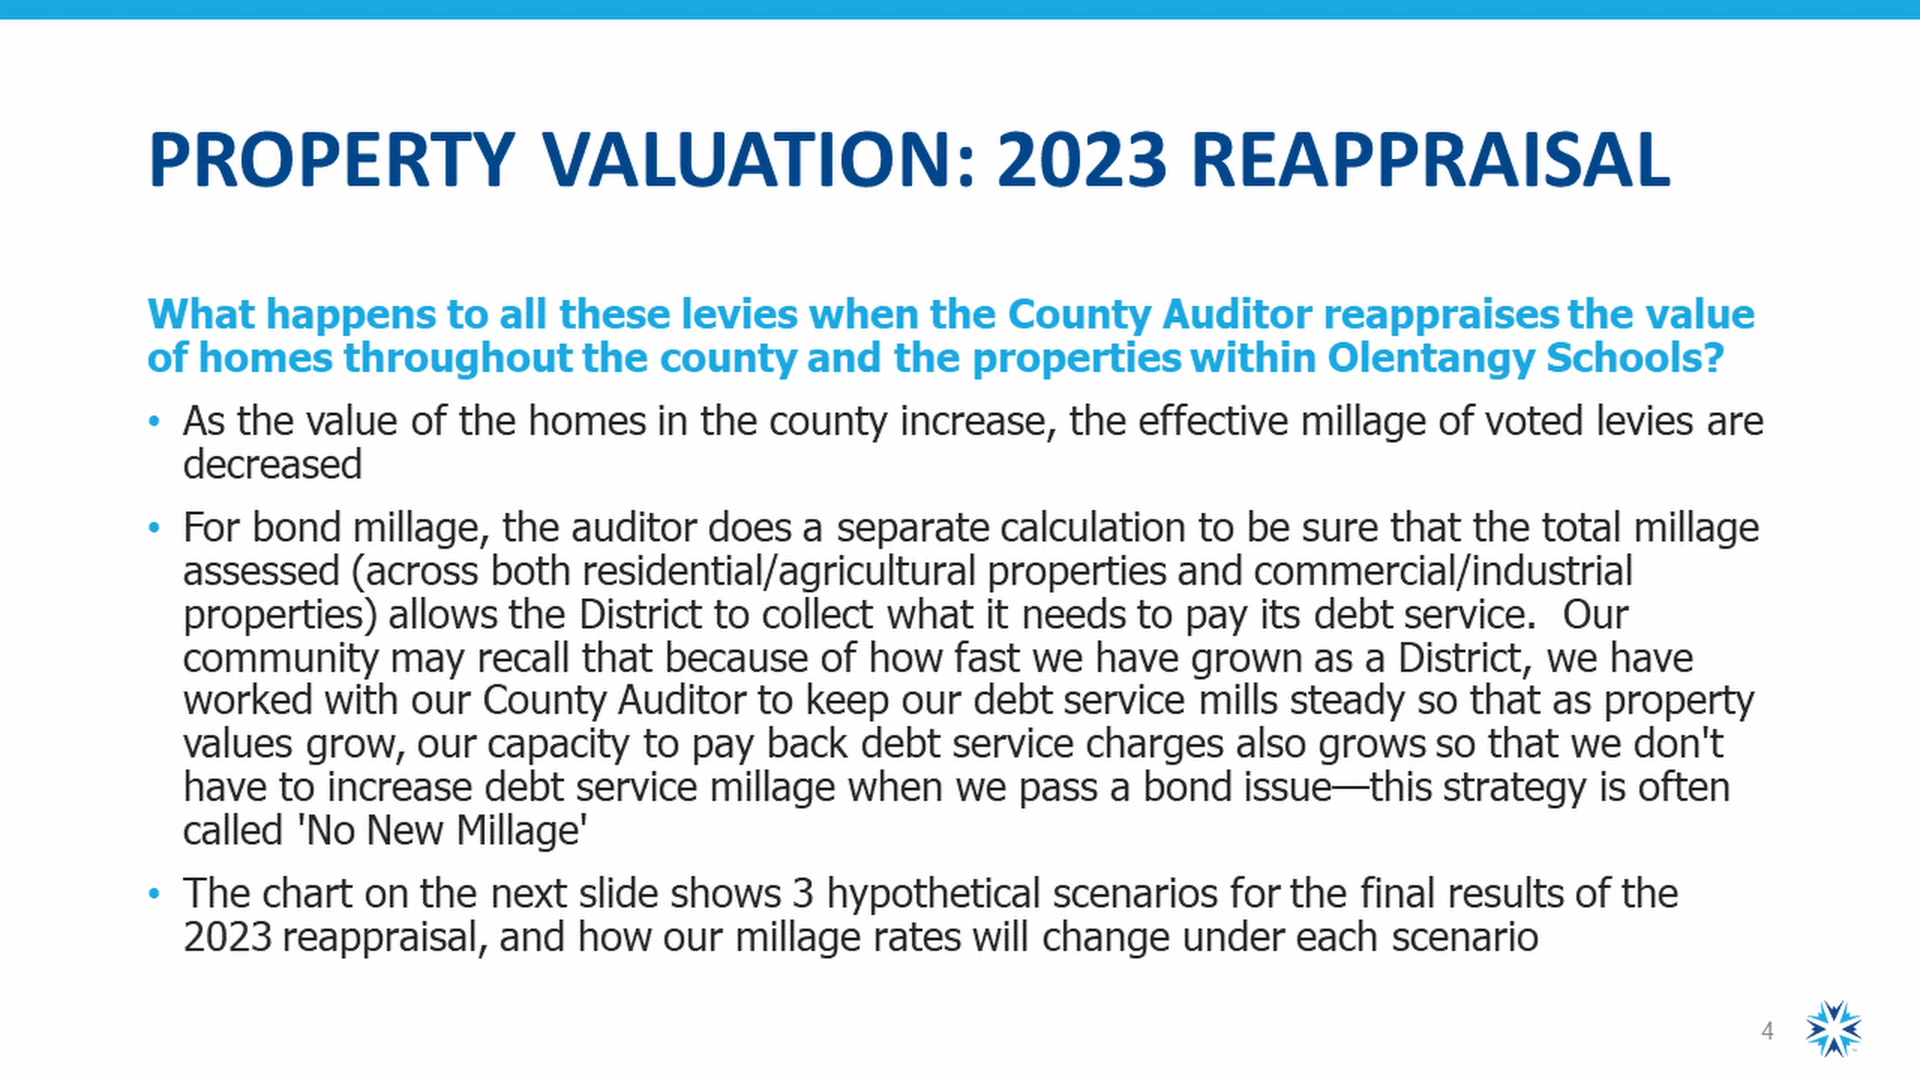 PROPERTY VALUATION: 2023 REAPPRAISAL
What happens to all these levies when the County Auditor reappraises the value
of homes throughout the county and the properties within Olentangy Schools?
• As the value of the homes in the county increase, the effective millage of voted levies are
decreased
• For bond millage, the auditor does a separate calculation to be sure that the total millage
assessed (across both residential/agricultural properties and commercial/industrial
properties) allows the District to collect what it needs to pay its debt service.  Our
community may recall that because of how fast we have grown as a District, we have
worked with our County Auditor to keep our debt service mills steady so that as property
values grow, our capacity to pay back debt service charges also grows so that we don't
have to increase debt service millage when we pass a bond issue—this strategy is often
called 'No New Millage'
• The chart on the next slide shows 3 hypothetical scenarios for the final results of the
2023 reappraisal, and how our millage rates will change under each scenario
4